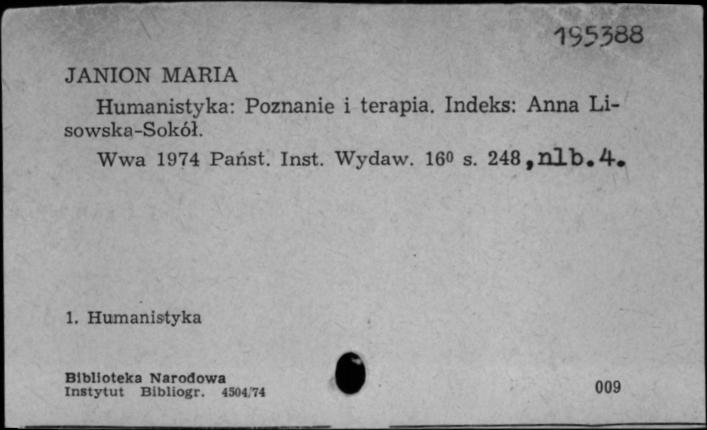 195388
JANION MARIA
Humanistyka: Poznanie i terapia. Indeks: Anna Li-
sowska-Sokół.
Wwa 1974 Państ. Inst. Wydaw. 16⁰ s. 248, nlb. 4.
1. Humanistyka
Biblioteka Narodowa
Instytut Bibliogr. 4504/74
009